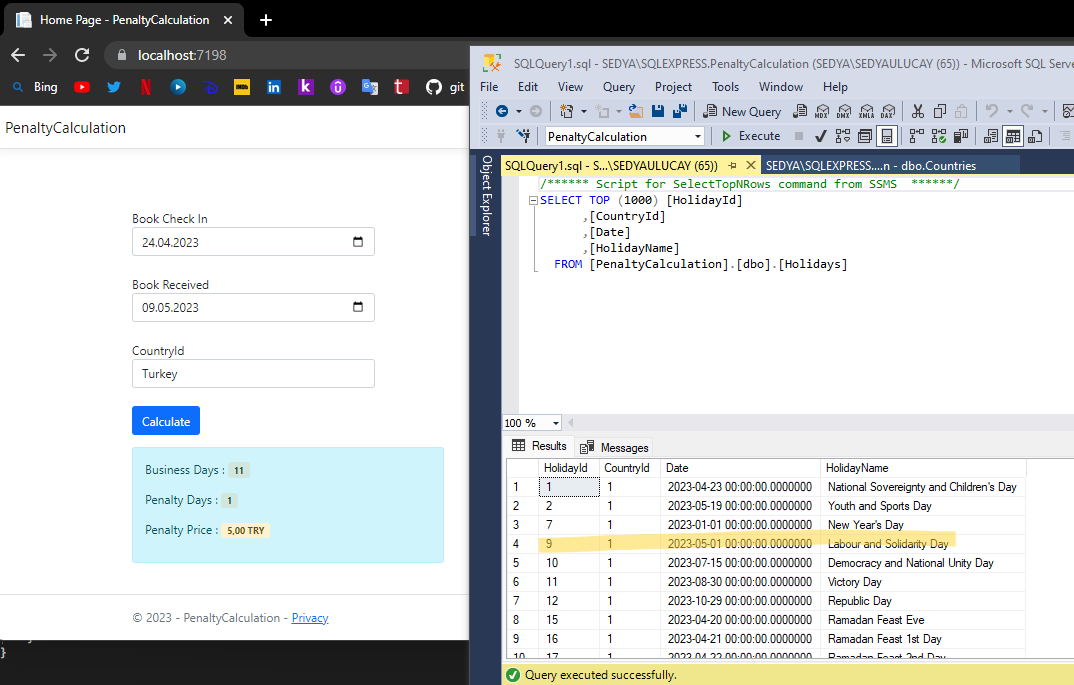 Home Page - PenaltyCalculation
localhost:7198
Bing
git
PenaltyCalculation
Book Check In
24.04.2023
Book Received
09.05.2023
CountryId
Turkey
Calculate
Business Days : 11
Penalty Days : 1
Penalty Price : 5,00 TRY
© 2023 - PenaltyCalculation - Privacy
}
SQLQuery1.sql - SEDYA\SQLEXPRESS.PenaltyCalculation (SEDYA\SEDYAULUCAY (65)) - Microsoft SQL Serve
File Edit View Query Project Tools Window Help
New Query
MDX DMX XMLA DAX
PenaltyCalculation
Execute
Object Explorer
SQLQuery1.sql - S...\SEDYAULUCAY (65))
SEDYA\SQLEXPRESS....n - dbo.Countries
/****** Script for SelectTopNRows command from SSMS ******/
SELECT TOP (1000) [HolidayId]
,[CountryId]
,[Date]
,[HolidayName]
FROM [PenaltyCalculation].[dbo].[Holidays]
100 %
Results Messages
HolidayId CountryId Date HolidayName
1 1 1 2023-04-23 00:00:00.0000000 National Sovereignty and Children's Day
2 2 1 2023-05-19 00:00:00.0000000 Youth and Sports Day
3 7 1 2023-01-01 00:00:00.0000000 New Year's Day
4 9 1 2023-05-01 00:00:00.0000000 Labour and Solidarity Day
5 10 1 2023-07-15 00:00:00.0000000 Democracy and National Unity Day
6 11 1 2023-08-30 00:00:00.0000000 Victory Day
7 12 1 2023-10-29 00:00:00.0000000 Republic Day
8 15 1 2023-04-20 00:00:00.0000000 Ramadan Feast Eve
9 16 1 2023-04-21 00:00:00.0000000 Ramadan Feast 1st Day
10 17 1 2023-04-22 00:00:00.0000000 Ramadan Feast 2nd Day
Query executed successfully.